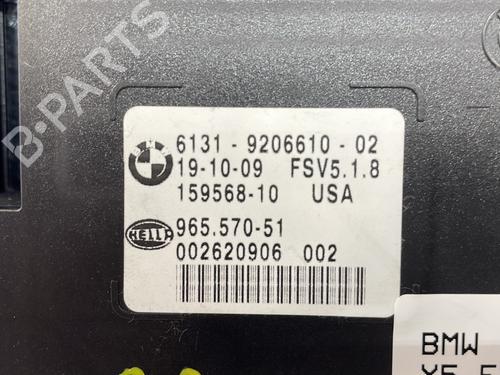 B-PARTS
BMW
6131 - 9206610 - 02
19-10-09 FSV5.1.8
159568-10 USA
HELLA
965.570-51
002620906 002
BMW